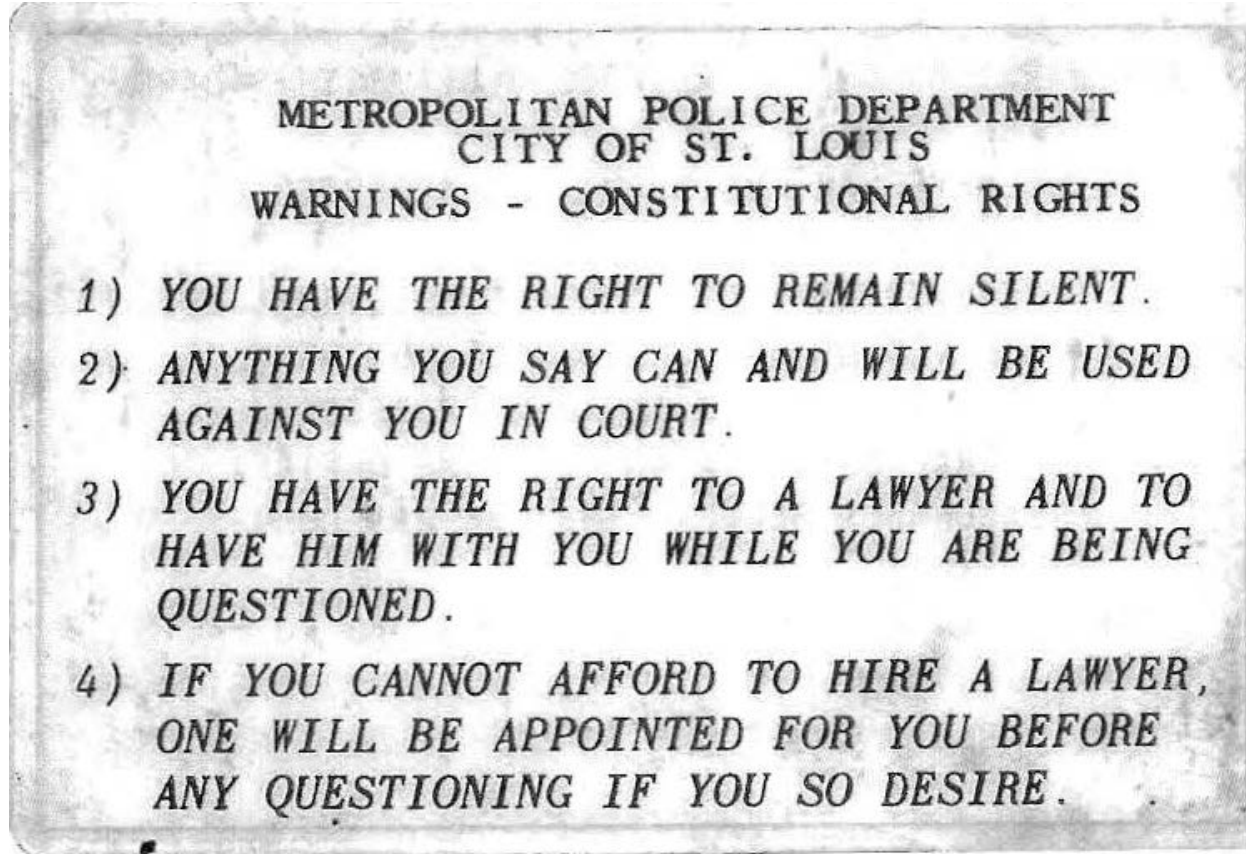 METROPOLITAN POLICE DEPARTMENT
CITY OF ST. LOUIS
WARNINGS - CONSTITUTIONAL RIGHTS
1) YOU HAVE THE RIGHT TO REMAIN SILENT.
2) ANYTHING YOU SAY CAN AND WILL BE USED
AGAINST YOU IN COURT.
3) YOU HAVE THE RIGHT TO A LAWYER AND TO
HAVE HIM WITH YOU WHILE YOU ARE BEING
QUESTIONED.
4) IF YOU CANNOT AFFORD TO HIRE A LAWYER,
ONE WILL BE APPOINTED FOR YOU BEFORE
ANY QUESTIONING IF YOU SO DESIRE.